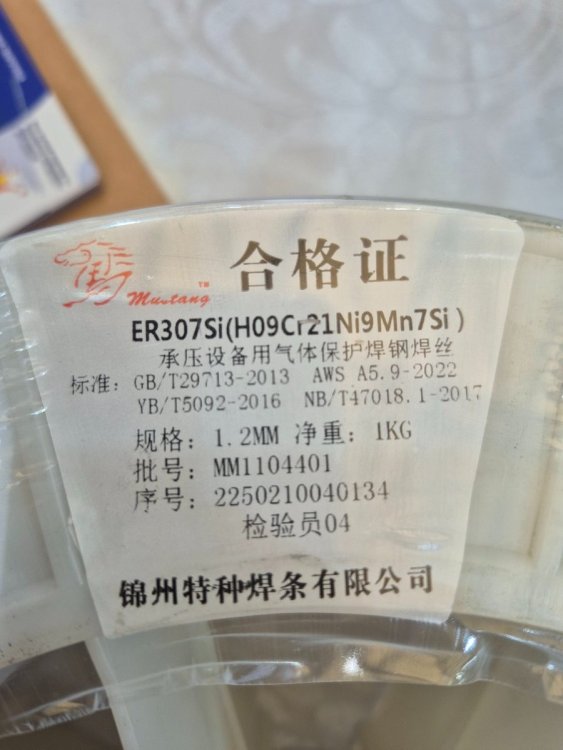 马
Mustang
TM
合格证
ER307Si(H09Cr21Ni9Mn7Si)
承压设备用气体保护焊钢焊丝
标准: GB/T29713-2013 AWS A5.9-2022
YB/T5092-2016 NB/T47018.1-2017
规格: 1.2MM 净重: 1KG
批号: MM1104401
序号: 2250210040134
检验员04
锦州特种焊条有限公司